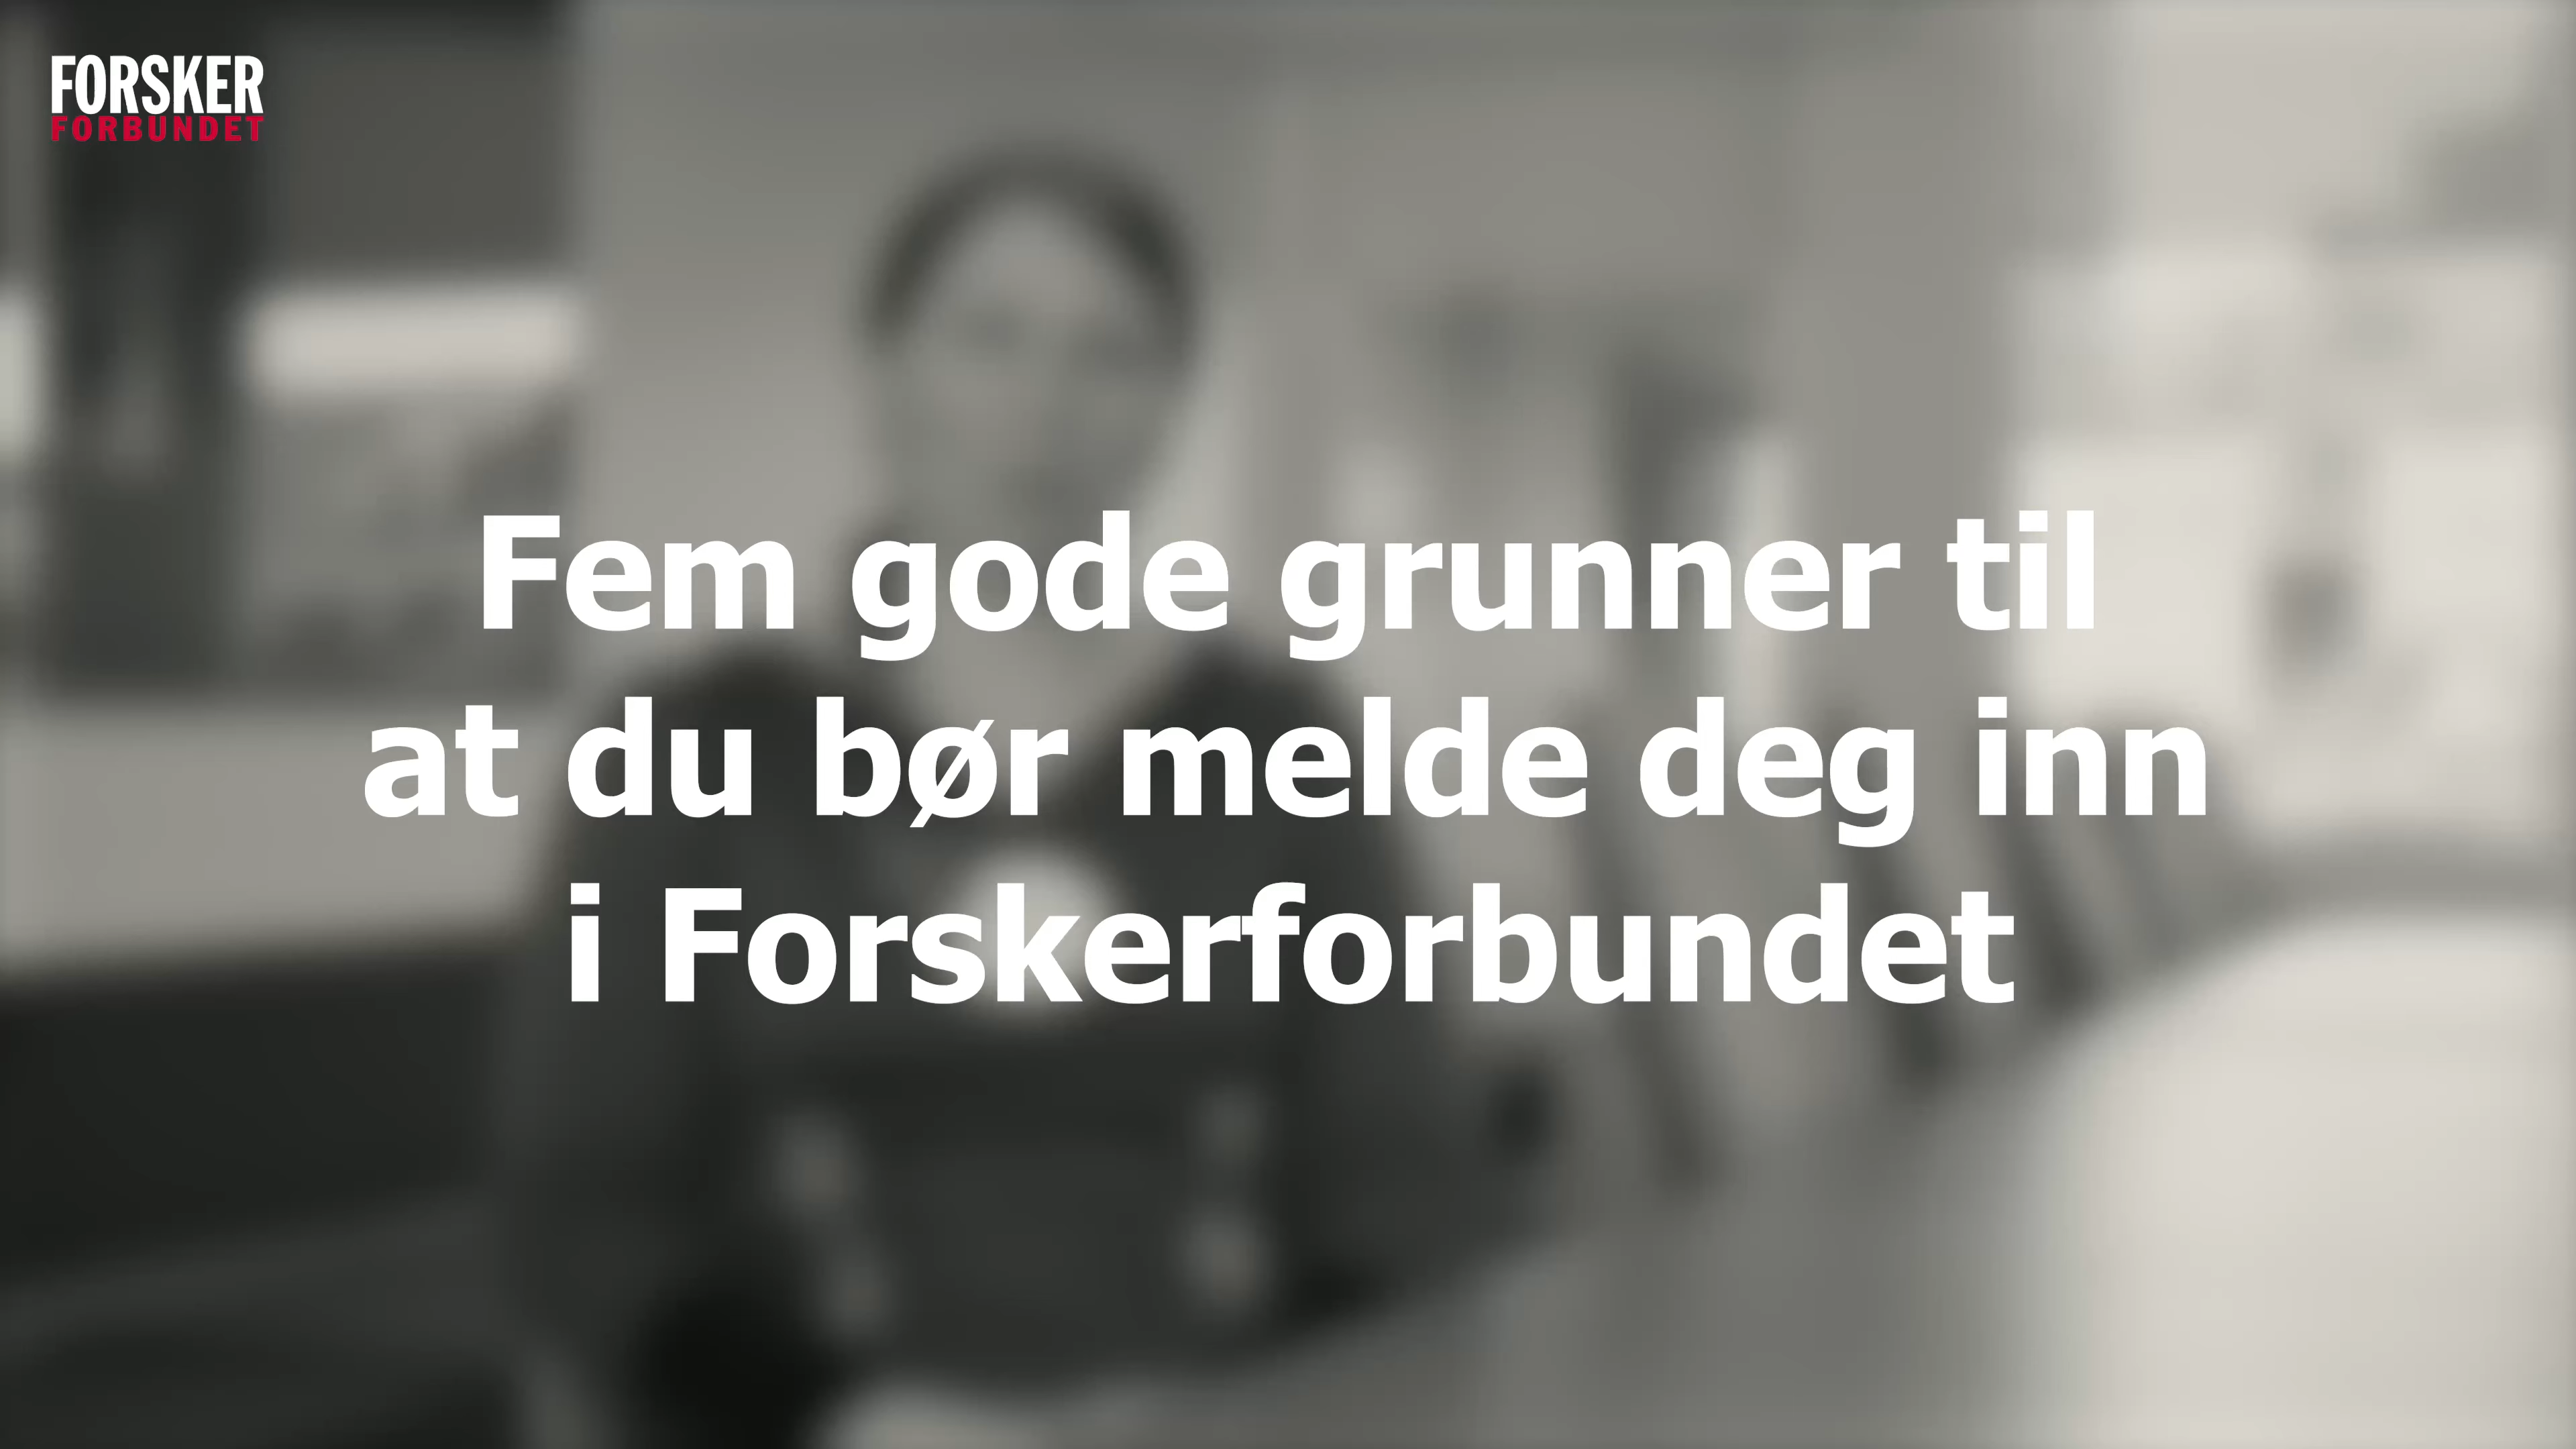 FORSKER
FORBUNDET
Fem gode grunner til
at du bør melde deg inn
i Forskerforbundet